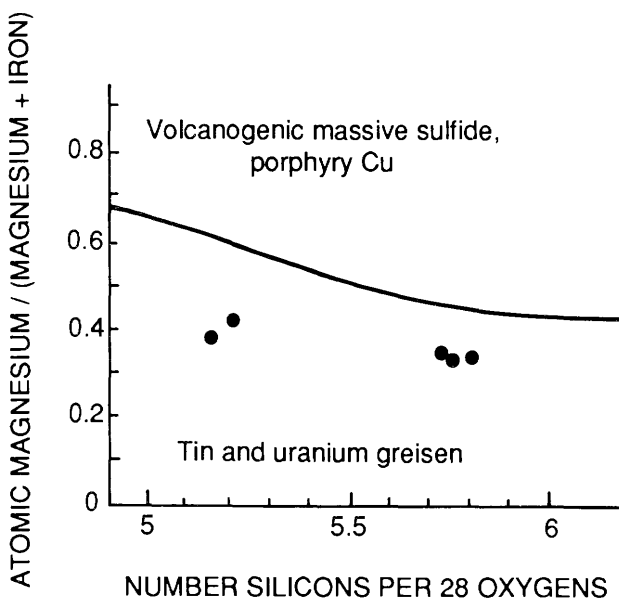 ATOMIC MAGNESIUM / (MAGNESIUM + IRON)
Volcanogenic massive sulfide,
porphyry Cu
0.8
0.6
0.4
0.2
0
Tin and uranium greisen
5 5.5 6
NUMBER SILICONS PER 28 OXYGENS